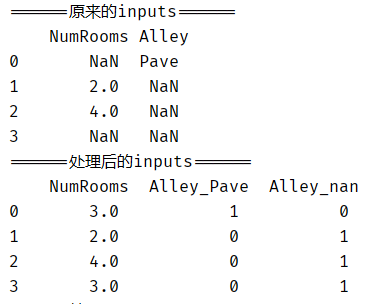 ======原来的inputs======
NumRooms Alley
0 NaN Pave
1 2.0 NaN
2 4.0 NaN
3 NaN NaN
======处理后的inputs======
NumRooms Alley_Pave Alley_nan
0 3.0 1 0
1 2.0 0 1
2 4.0 0 1
3 3.0 0 1